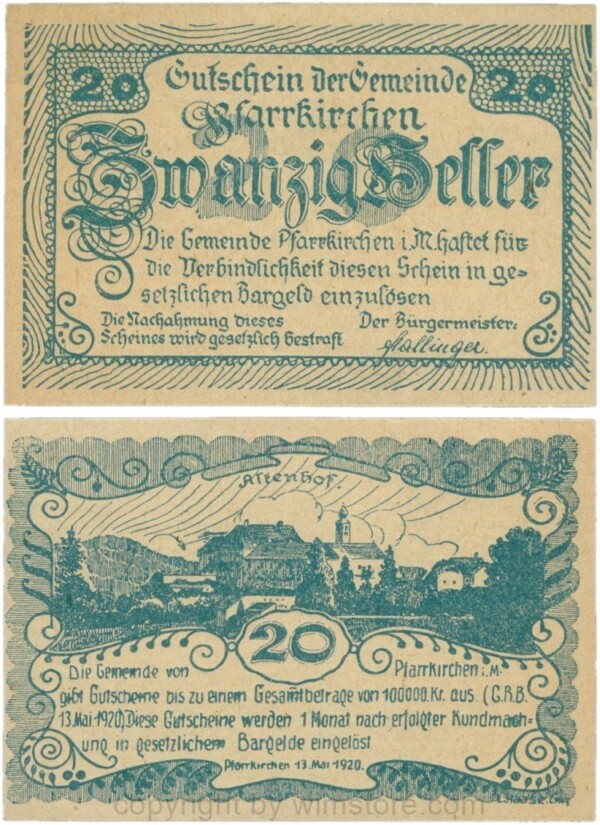 20 Gutschein der Gemeinde 20
Pfarrkirchen
Zwanzig Heller
Die Gemeinde Pfarrkirchen i. M. haftet für
die Verbindlichkeit diesen Schein in ge-
setzlichen Bargeld einzulösen
Die Nachahmung dieses
Scheines wird gesetzlich bestraft
Der Bürgermeister:
Hallinger.
Altenhof.
20
Die Gemeinde von Pfarrkirchen i. M.
gibt Gutscheine bis zu einem Gesamtbetrage von 100000 Kr. aus. (G.R.B.
13. Mai 1920) Diese Gutscheine werden 1 Monat nach erfolgter Kundmach=
ung in gesetzlichem Bargelde eingelöst.
Pfarrkirchen 13. Mai 1920.
L. Haase, Linz
copyright by wimstore.com